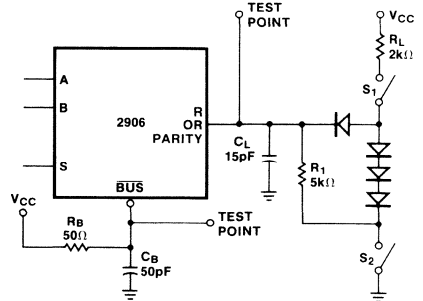 TEST
POINT
VCC
RL
2kΩ
S1
A
B
S
2906
R
OR
PARITY
BUS
CL
15pF
R1
5kΩ
S2
VCC
RB
50Ω
CB
50pF
TEST
POINT